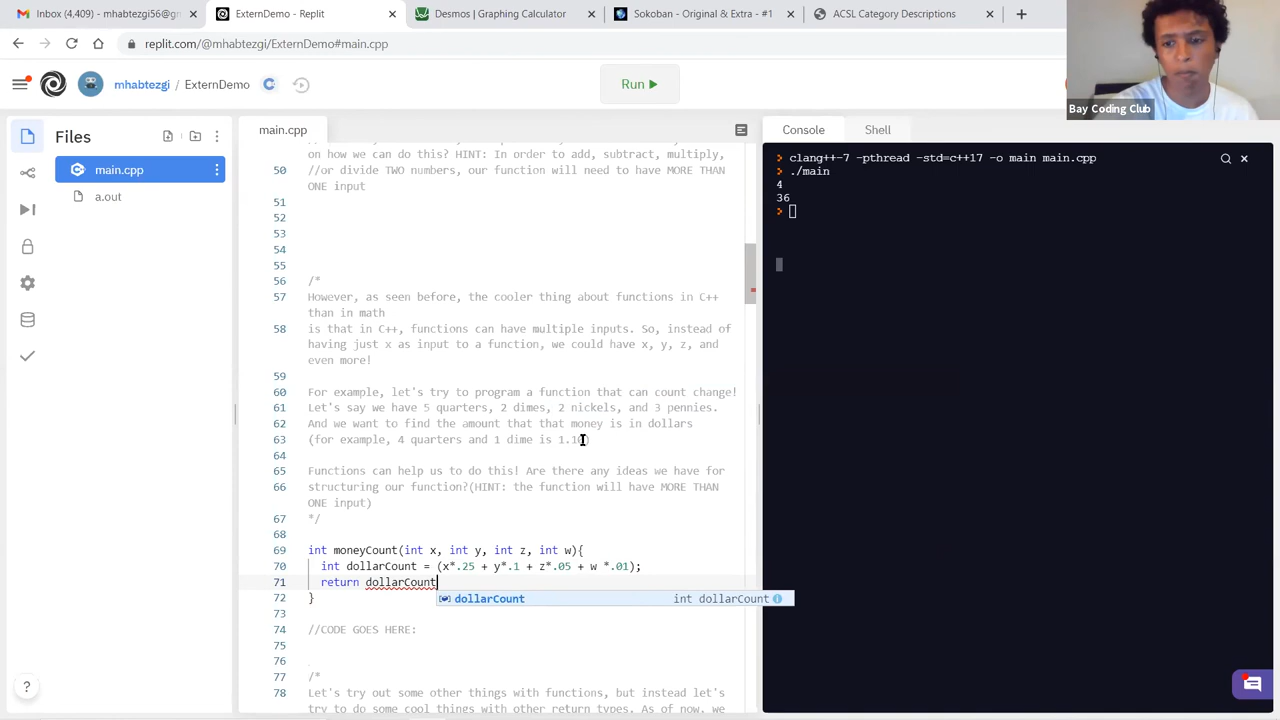 Inbox (4,409) - mhabtezgi56@gm
ExternDemo - Replit
Desmos | Graphing Calculator
Sokoban - Original & Extra - #1
ACSL Category Descriptions
replit.com/@mhabtezgi/ExternDemo#main.cpp
mhabtezgi / ExternDemo
Run
Bay Coding Club
Files
main.cpp
a.out
main.cpp
Console
Shell
on how we can do this? HINT: In order to add, subtract, multiply,
50 //or divide TWO numbers, our function will need to have MORE THAN
ONE input
51
52
53
54
55
56 /*
57 However, as seen before, the cooler thing about functions in C++
than in math
58 is that in C++, functions can have multiple inputs. So, instead of
having just x as input to a function, we could have x, y, z, and
even more!
59
60 For example, let's try to program a function that can count change!
61 Let's say we have 5 quarters, 2 dimes, 2 nickels, and 3 pennies.
62 And we want to find the amount that that money is in dollars
63 (for example, 4 quarters and 1 dime is 1.10)
64
65 Functions can help us to do this! Are there any ideas we have for
66 structuring our function?(HINT: the function will have MORE THAN
ONE input)
67 */
68
69 int moneyCount(int x, int y, int z, int w){
70 int dollarCount = (x*.25 + y*.1 + z*.05 + w *.01);
71 return dollarCount
dollarCount int dollarCount
72 }
73
74 //CODE GOES HERE:
75
76
77 /*
78 Let's try out some other things with functions, but instead let's
try to do some cool things with other return types. As of now, we
clang++-7 -pthread -std=c++17 -o main main.cpp
./main
4
36